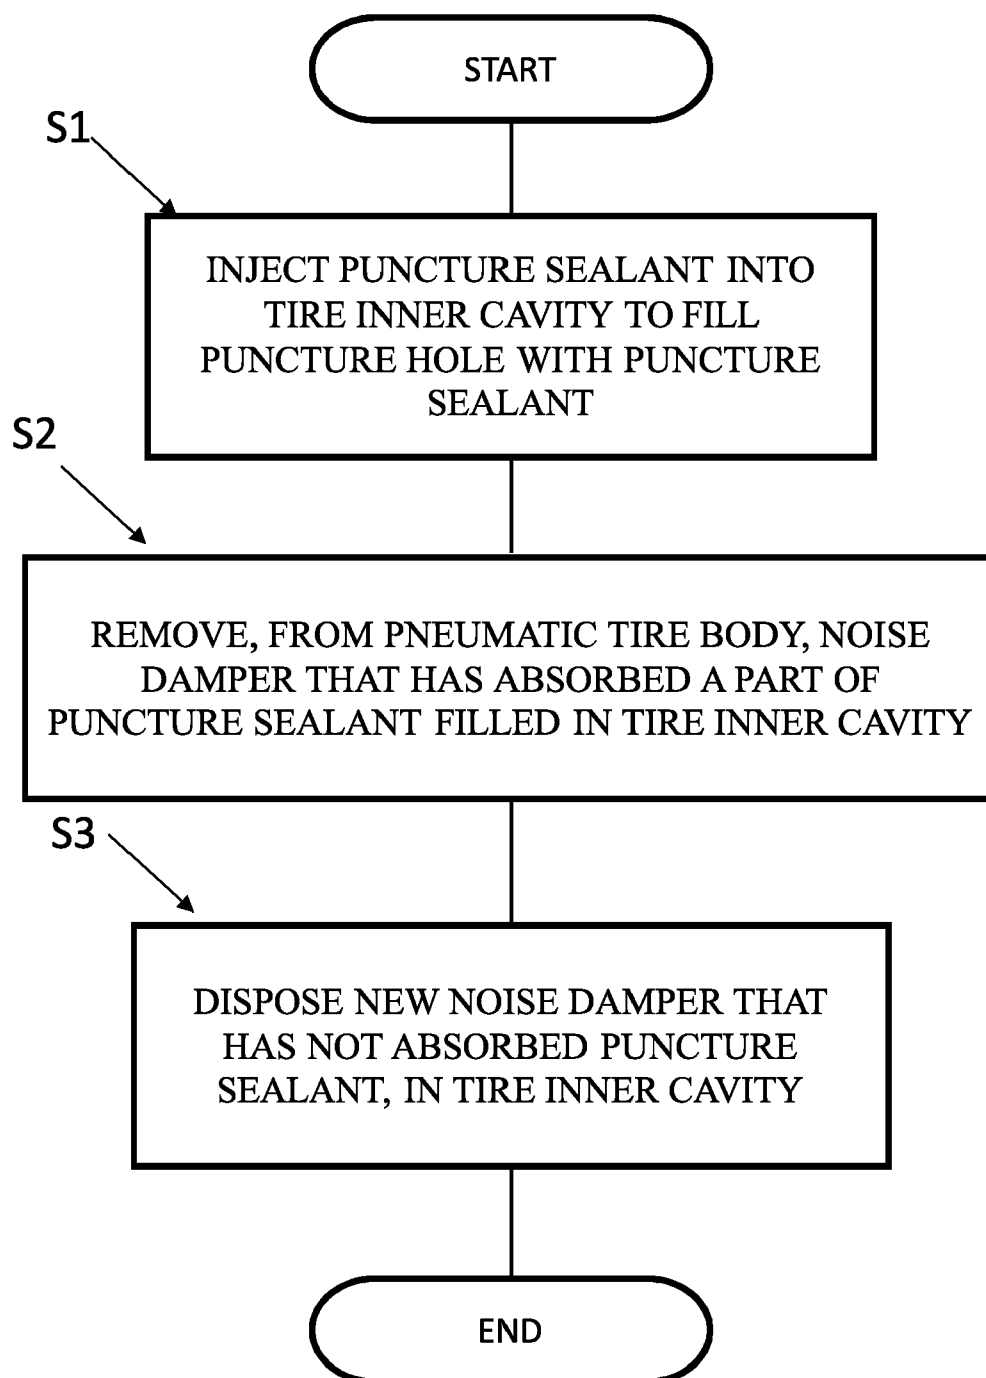 START
S1
INJECT PUNCTURE SEALANT INTO
TIRE INNER CAVITY TO FILL
PUNCTURE HOLE WITH PUNCTURE
SEALANT
S2
REMOVE, FROM PNEUMATIC TIRE BODY, NOISE
DAMPER THAT HAS ABSORBED A PART OF
PUNCTURE SEALANT FILLED IN TIRE INNER CAVITY
S3
DISPOSE NEW NOISE DAMPER THAT
HAS NOT ABSORBED PUNCTURE
SEALANT, IN TIRE INNER CAVITY
END